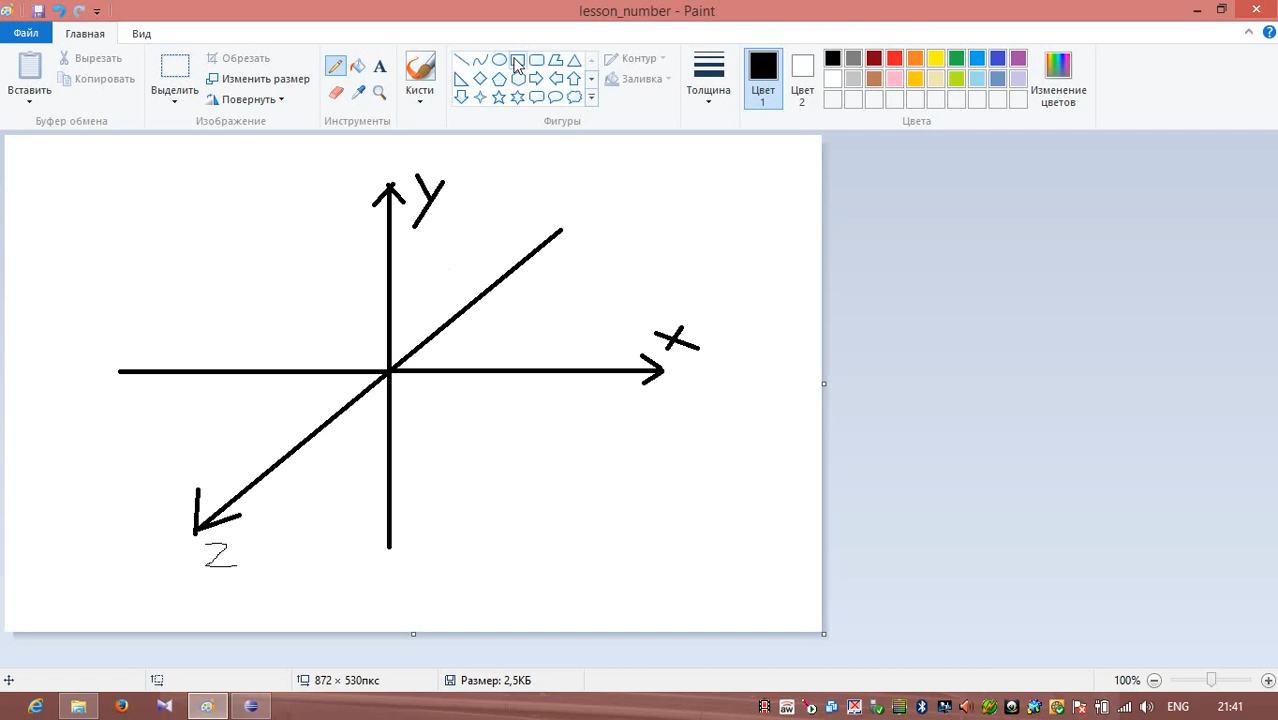 lesson_number - Paint
Файл Главная Вид
Вставить
Вырезать
Копировать
Буфер обмена
Выделить
Обрезать
Изменить размер
Повернуть
Изображение
A
Инструменты
Кисти
Фигуры
Контур
Заливка
Толщина
Цвет
1
Цвет
2
Изменение
цветов
Цвета
y
x
z
872 × 530пкс
Размер: 2,5КБ
100%
aw
ENG
21:41